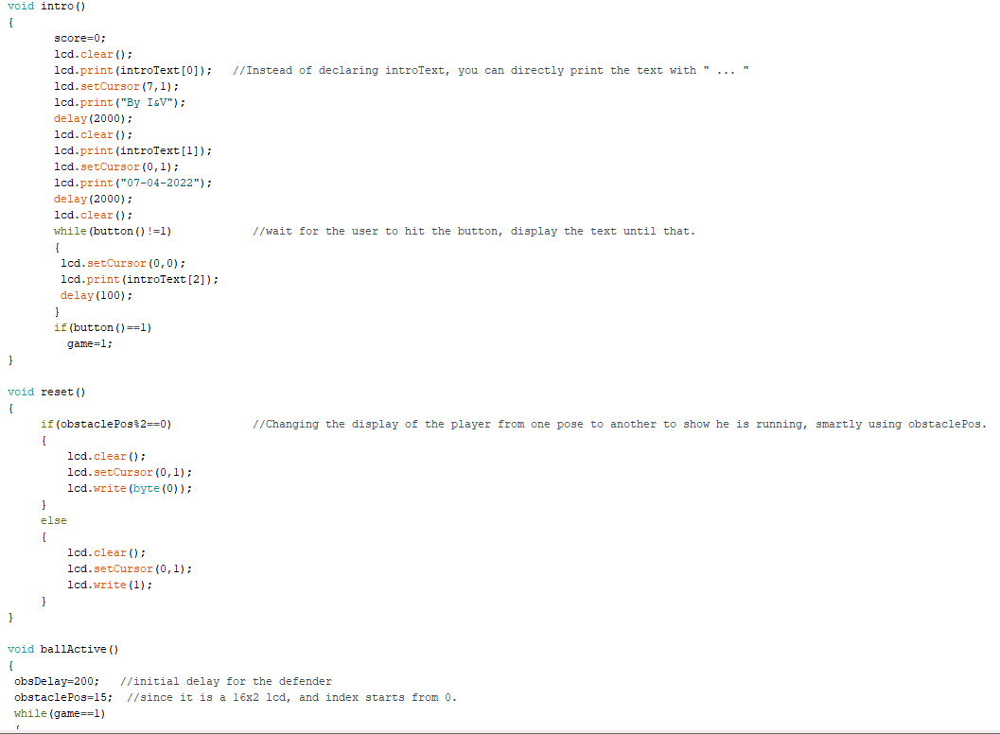 void intro()
{
score=0;
lcd.clear();
lcd.print(introText[0]);   //Instead of declaring introText, you can directly print the text with " ... "
lcd.setCursor(7,1);
lcd.print("By I&V");
delay(2000);
lcd.clear();
lcd.print(introText[1]);
lcd.setCursor(0,1);
lcd.print("07-04-2022");
delay(2000);
lcd.clear();
while(button()!=1)            //wait for the user to hit the button, display the text until that.
{
lcd.setCursor(0,0);
lcd.print(introText[2]);
delay(100);
}
if(button()==1)
game=1;
}
void reset()
{
if(obstaclePos%2==0)            //Changing the display of the player from one pose to another to show he is running, smartly using obstaclePos.
{
lcd.clear();
lcd.setCursor(0,1);
lcd.write(byte(0));
}
else
{
lcd.clear();
lcd.setCursor(0,1);
lcd.write(1);
}
}
void ballActive()
{
obsDelay=200;   //initial delay for the defender
obstaclePos=15;  //since it is a 16x2 lcd, and index starts from 0.
while(game==1)
{